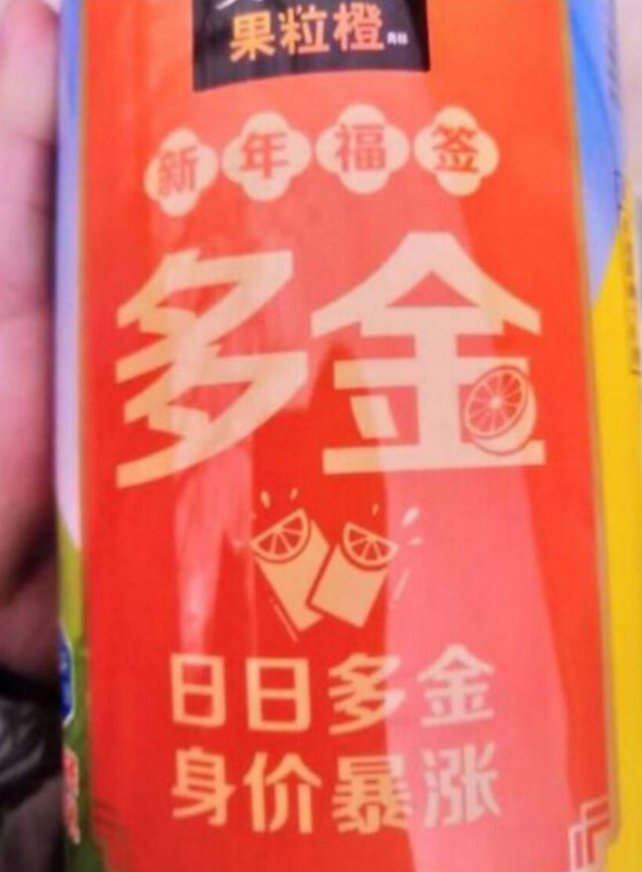 果粒橙
新年福签
多金
日日多金
身价暴涨